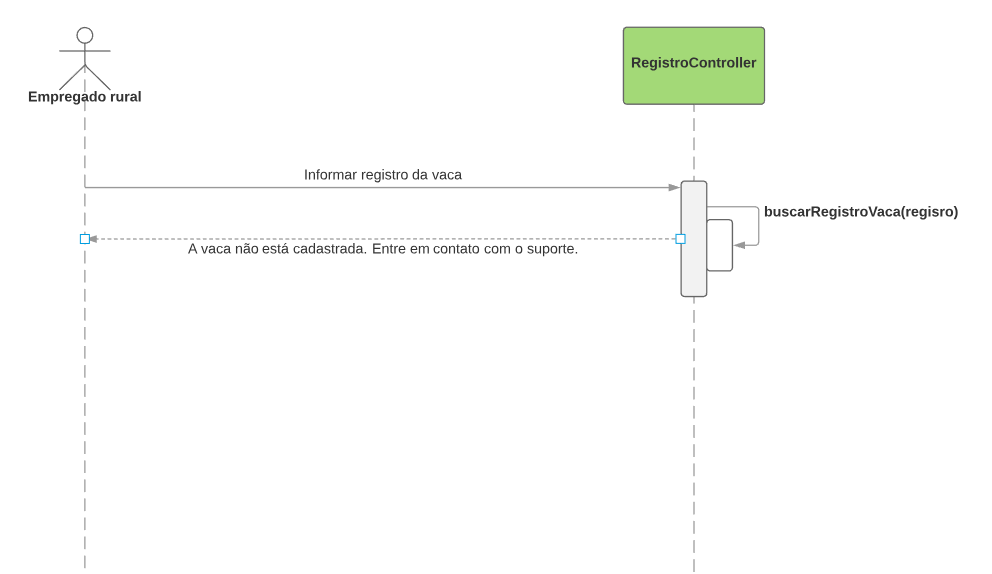 Empregado rural
RegistroController
Informar registro da vaca
buscarRegistroVaca(regisro)
A vaca não está cadastrada. Entre em contato com o suporte.